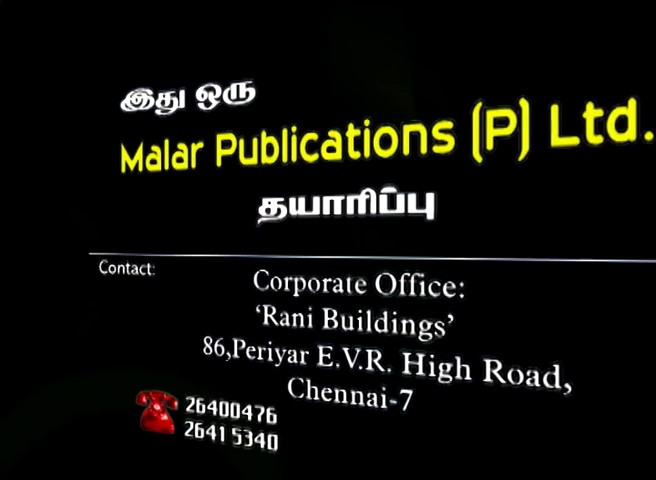 இது ஒரு
Malar Publications (P) Ltd.
தயாரிப்பு
Contact:
Corporate Office:
‘Rani Buildings’
86,Periyar E.V.R. High Road,
Chennai-7
26400476
2641 5340